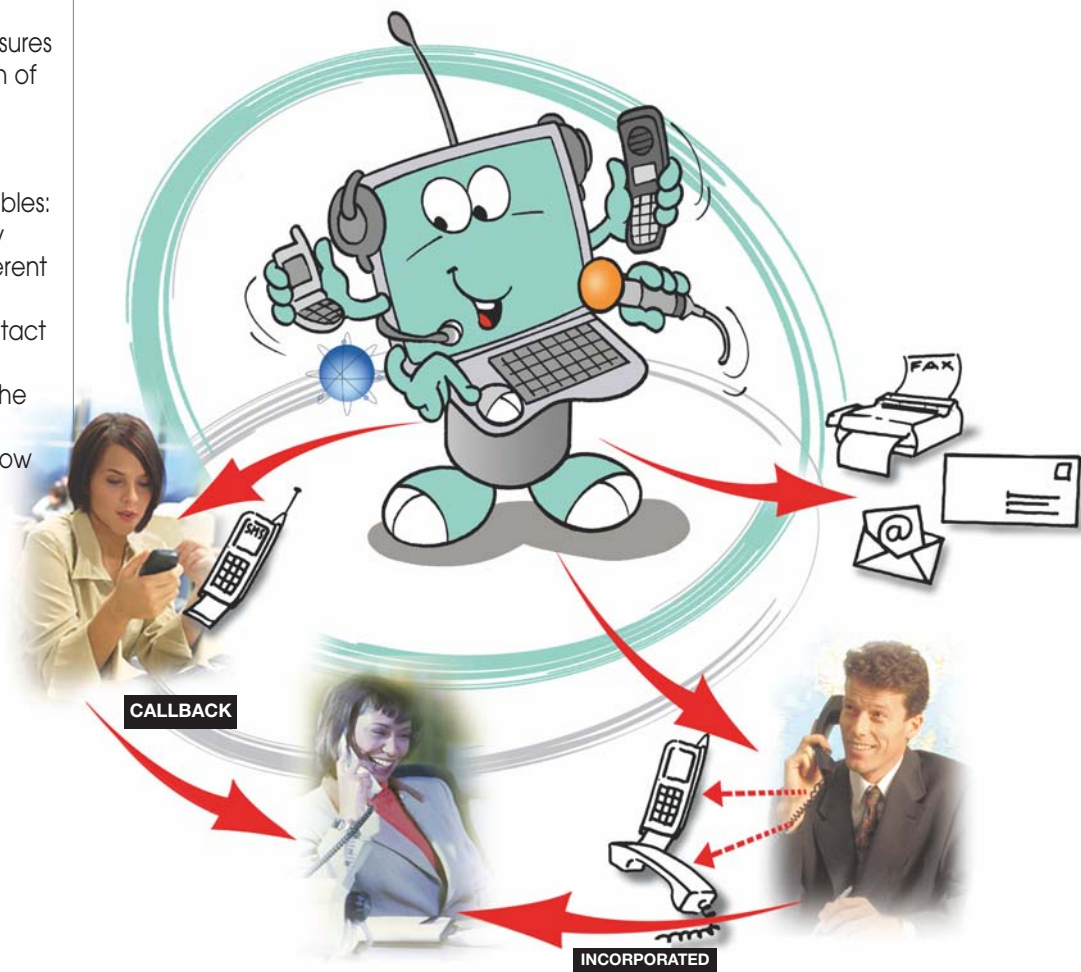 sures
n of
bles:
erent
tact
he
ow
FAX
@
SMS
CALLBACK
INCORPORATED